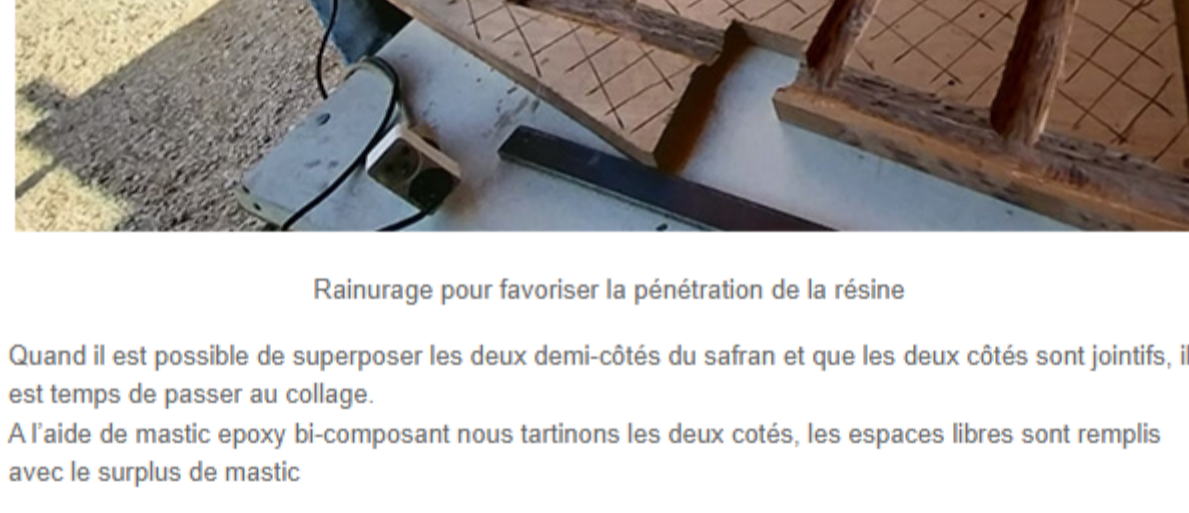 Rainurage pour favoriser la pénétration de la résine
Quand il est possible de superposer les deux demi-côtés du safran et que les deux côtés sont jointifs, il
est temps de passer au collage.
A l'aide de mastic epoxy bi-composant nous tartinons les deux cotés, les espaces libres sont remplis
avec le surplus de mastic